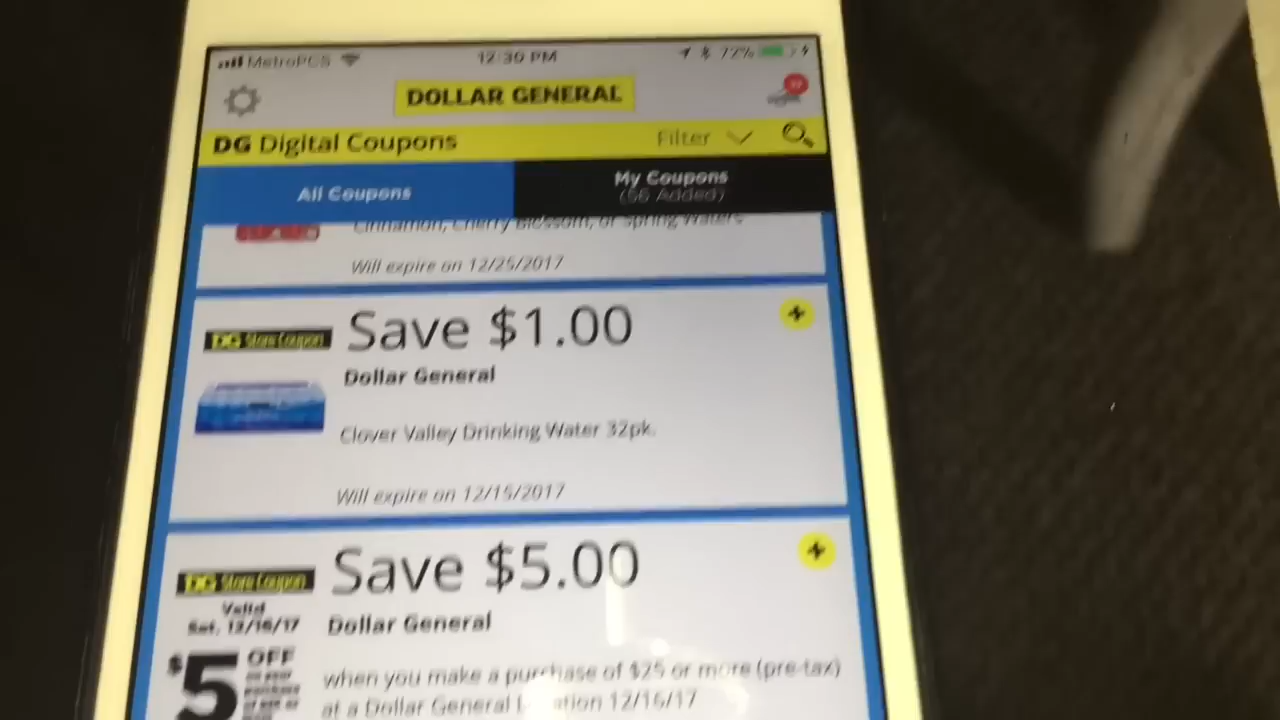 MetroPCS 12:30 PM 72%
DOLLAR GENERAL
DG Digital Coupons Filter
All Coupons
My Coupons
(56 Added)
Cinnamon, Cherry Blossom, or Spring Waters
Will expire on 12/25/2017
DG Store Coupon
Save $1.00
Dollar General
Clover Valley Drinking Water 32pk.
Will expire on 12/15/2017
DG Store Coupon
Save $5.00
Valid
Sat. 12/16/17
Dollar General
$5 OFF
when you make a purchase of $25 or more (pre-tax)
at a Dollar General 12/16/17